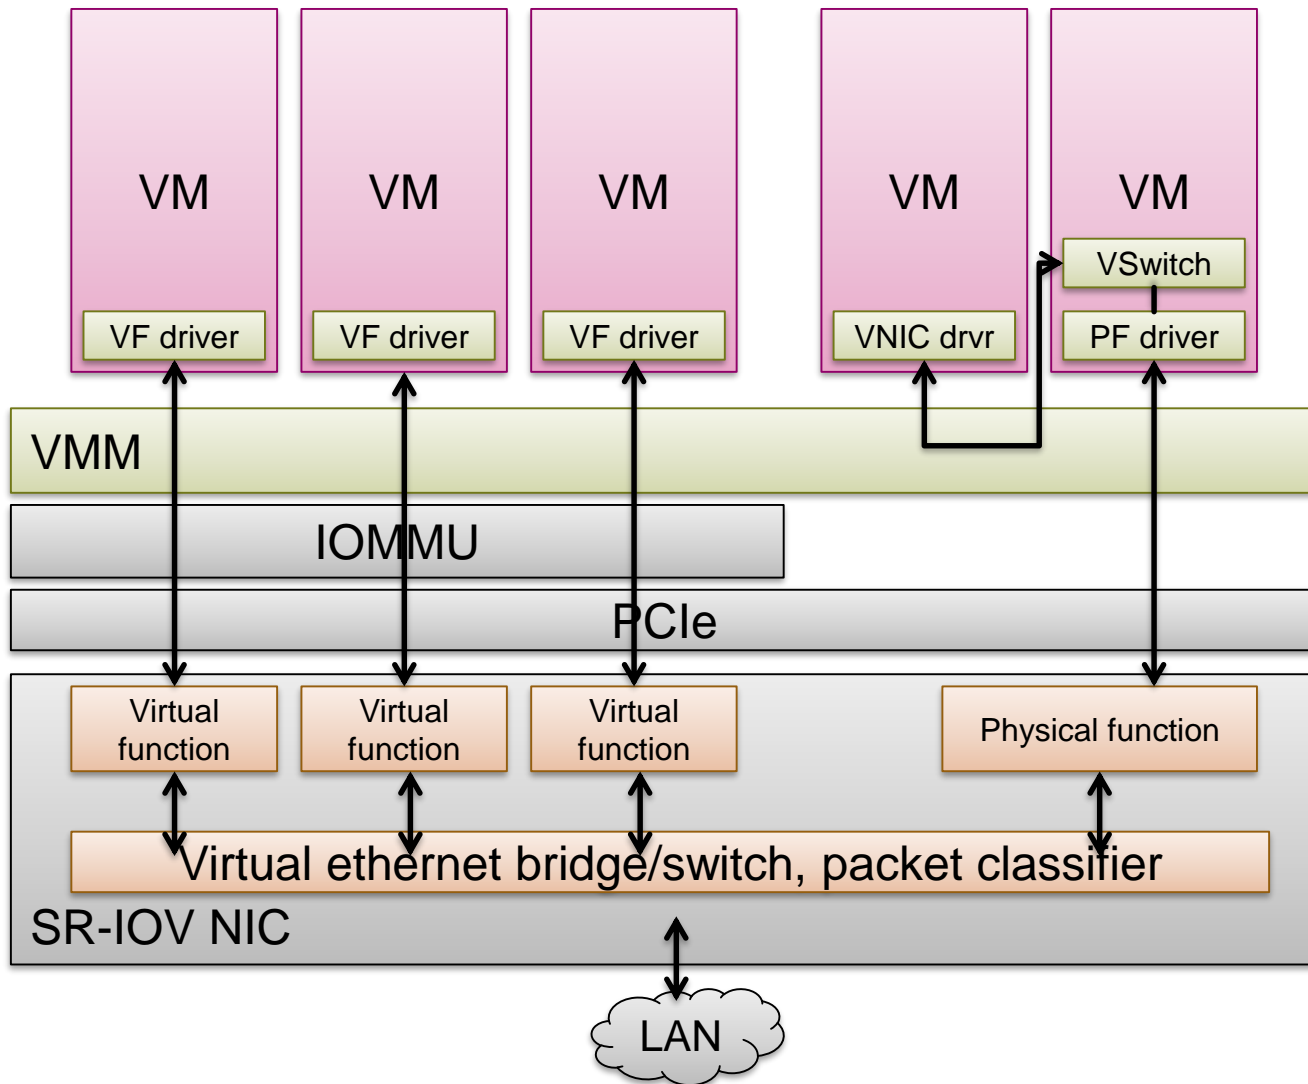 VM
VM
VM
VM
VM
VSwitch
VF driver
VF driver
VF driver
VNIC drvr
PF driver
VMM
IOMMU
PCIe
Virtual
function
Virtual
function
Virtual
function
Physical function
Virtual ethernet bridge/switch, packet classifier
SR-IOV NIC
LAN